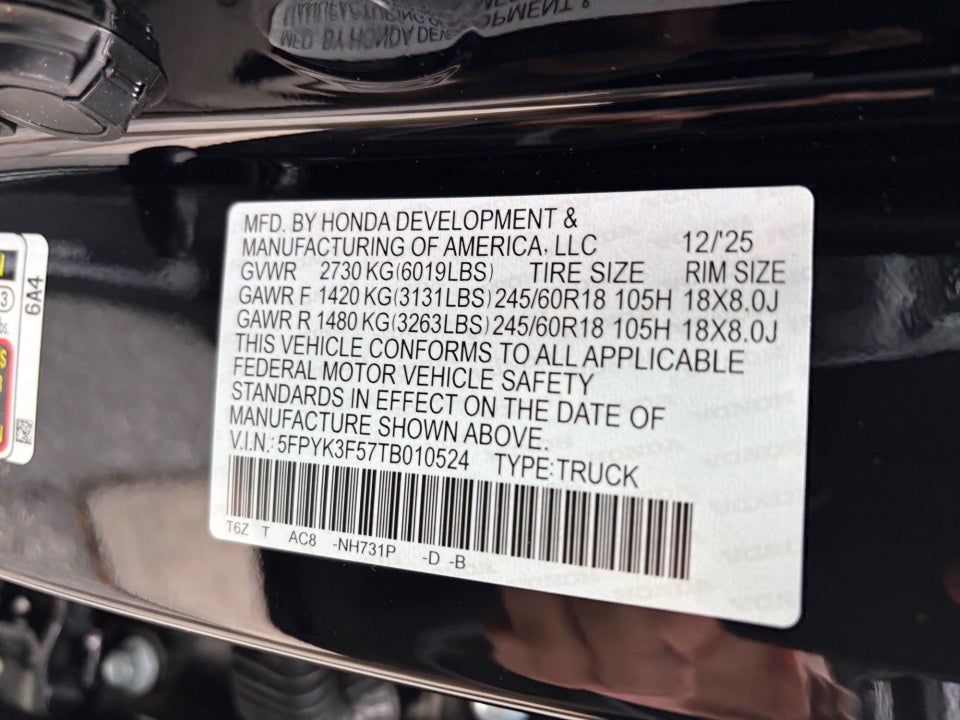 MFD. BY HONDA DEVELOPMENT &
MANUFACTURING OF AMERICA, LLC 12/'25
GVWR 2730 KG(6019LBS) TIRE SIZE RIM SIZE
GAWR F 1420 KG(3131LBS) 245/60R18 105H 18X8.0J
GAWR R 1480 KG(3263LBS) 245/60R18 105H 18X8.0J
THIS VEHICLE CONFORMS TO ALL APPLICABLE
FEDERAL MOTOR VEHICLE SAFETY
STANDARDS IN EFFECT ON THE DATE OF
MANUFACTURE SHOWN ABOVE.
V.I.N.: 5FPYK3F57TB010524 TYPE:TRUCK
T6Z T AC8 -NH731P -D -B
6A4